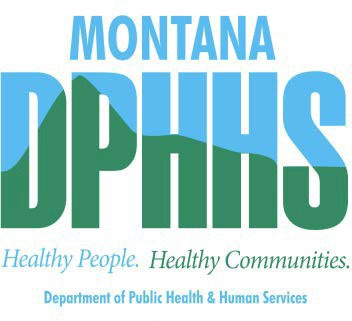 MONTANA
DPHHS
Healthy People. Healthy Communities.
Department of Public Health & Human Services